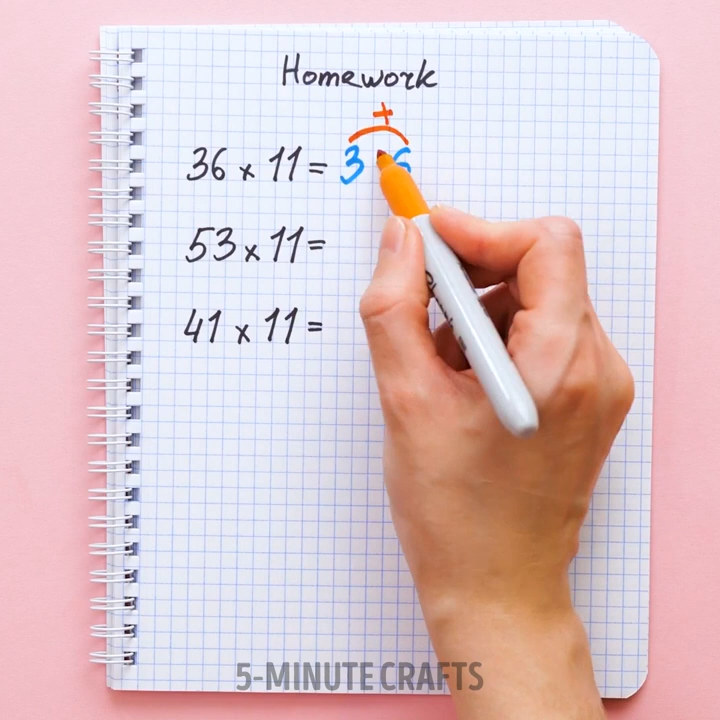 Homework
+
36 x 11 = 3 6
53 x 11 =
41 x 11 =
5-MINUTE CRAFTS